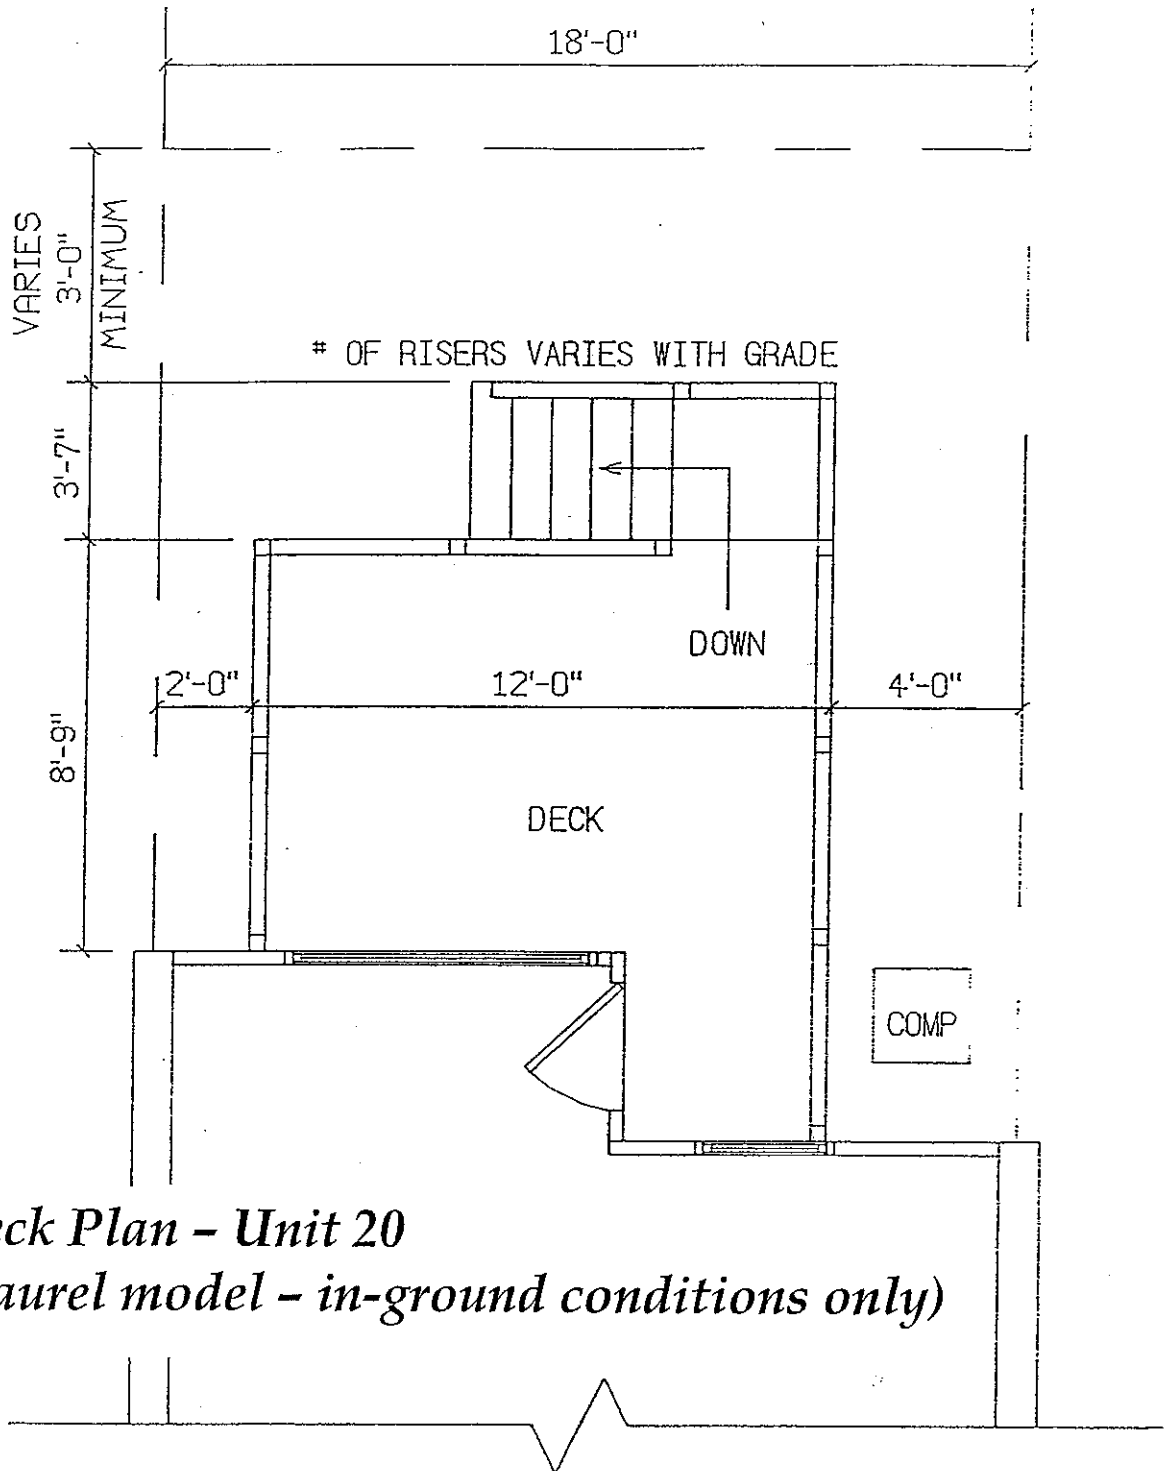 18'-0"
VARIES
3'-0"
MINIMUM
# OF RISERS VARIES WITH GRADE
3'-7"
DOWN
2'-0"
12'-0"
4'-0"
8'-9"
DECK
COMP
eck Plan – Unit 20
aurel model – in-ground conditions only)